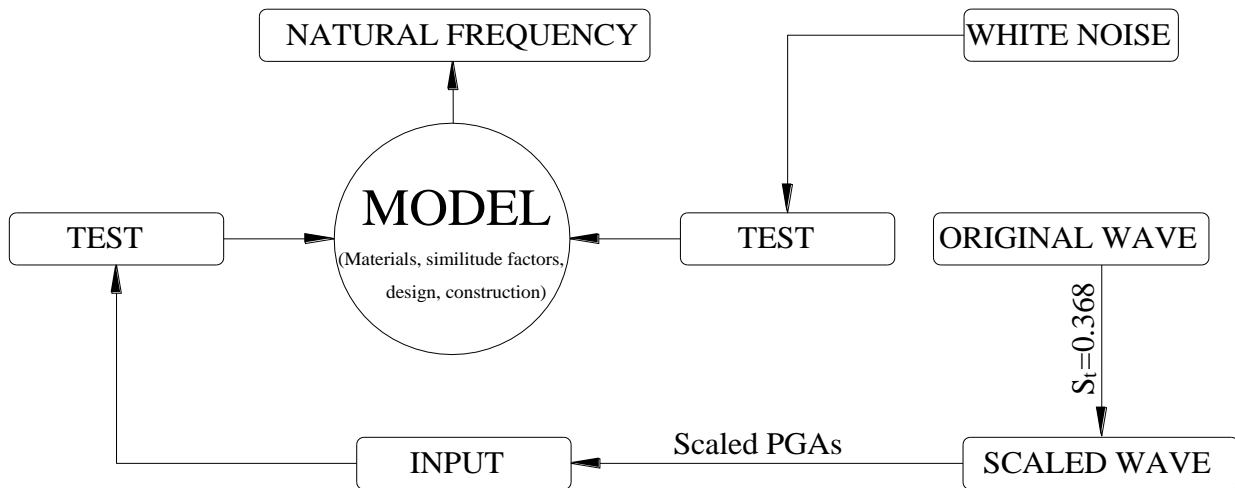 NATURAL FREQUENCY
WHITE NOISE
MODEL
(Materials, similitude factors,
design, construction)
TEST
TEST
ORIGINAL WAVE
Sₜ=0.368
Scaled PGAs
INPUT
SCALED WAVE